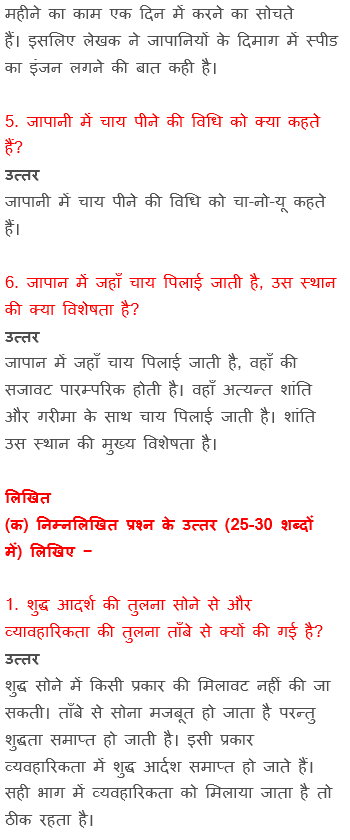 महीने का काम एक दिन में करने का सोचते
हैं। इसलिए लेखक ने जापानियों के दिमाग में स्पीड
का इंजन लगने की बात कही है।
5. जापानी में चाय पीने की विधि को क्या कहते
हैं?
उत्तर
जापानी में चाय पीने की विधि को चा-नो-यू कहते
हैं।
6. जापान में जहाँ चाय पिलाई जाती है, उस स्थान
की क्या विशेषता है?
उत्तर
जापान में जहाँ चाय पिलाई जाती है, वहाँ की
सजावट पारम्परिक होती है। वहाँ अत्यन्त शांति
और गरीमा के साथ चाय पिलाई जाती है। शांति
उस स्थान की मुख्य विशेषता है।
लिखित
(क) निम्नलिखित प्रश्न के उत्तर (25-30 शब्दों
में) लिखिए −
1. शुद्ध आदर्श की तुलना सोने से और
व्यावहारिकता की तुलना ताँबे से क्यों की गई है?
उत्तर
शुद्ध सोने में किसी प्रकार की मिलावट नहीं की जा
सकती। ताँबे से सोना मजबूत हो जाता है परन्तु
शुद्धता समाप्त हो जाती है। इसी प्रकार
व्यवहारिकता में शुद्ध आर्दश समाप्त हो जाते हैं।
सही भाग में व्यवहारिकता को मिलाया जाता है तो
ठीक रहता है।